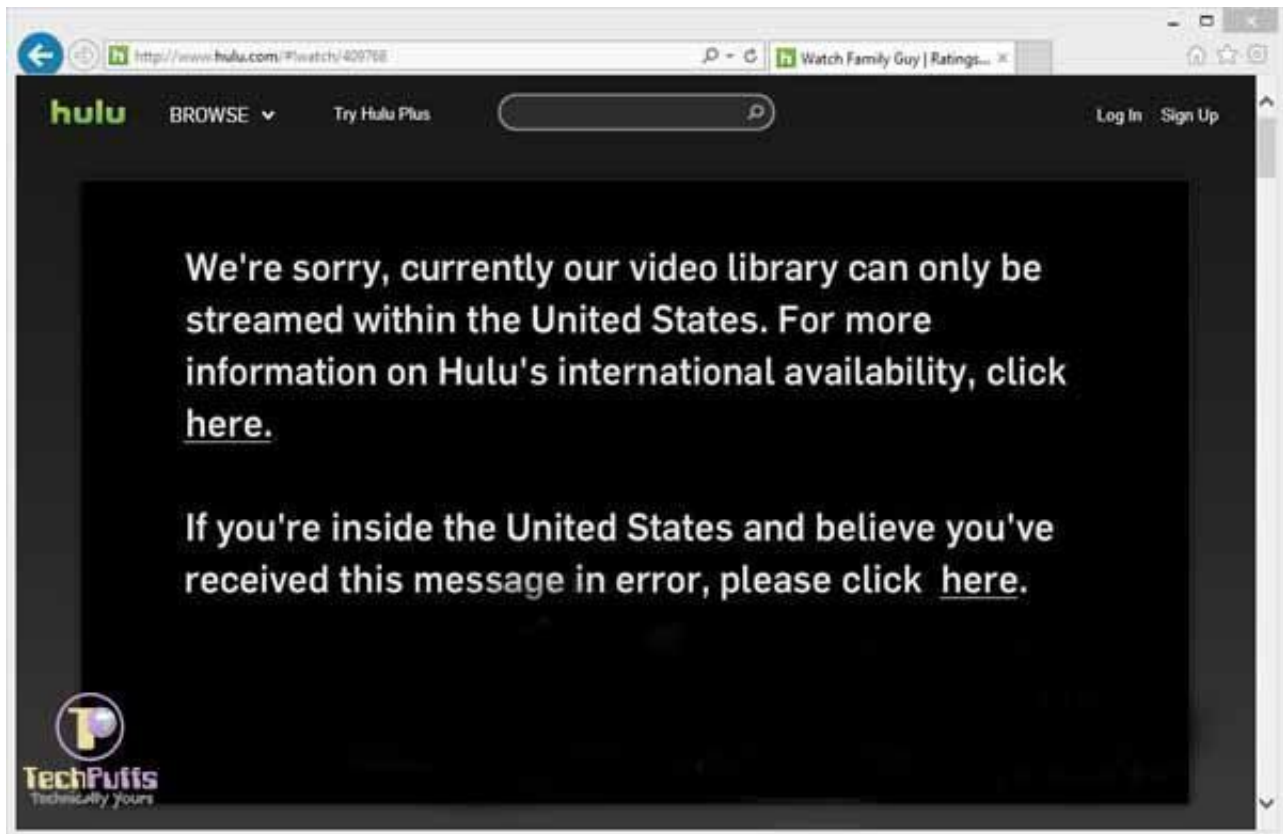 http://www.hulu.com/#!watch/409768
Watch Family Guy | Ratings...
hulu BROWSE Try Hulu Plus Log In Sign Up
We're sorry, currently our video library can only be
streamed within the United States. For more
information on Hulu's international availability, click
here.
If you're inside the United States and believe you've
received this message in error, please click here.
TechPuffs
Technically Yours